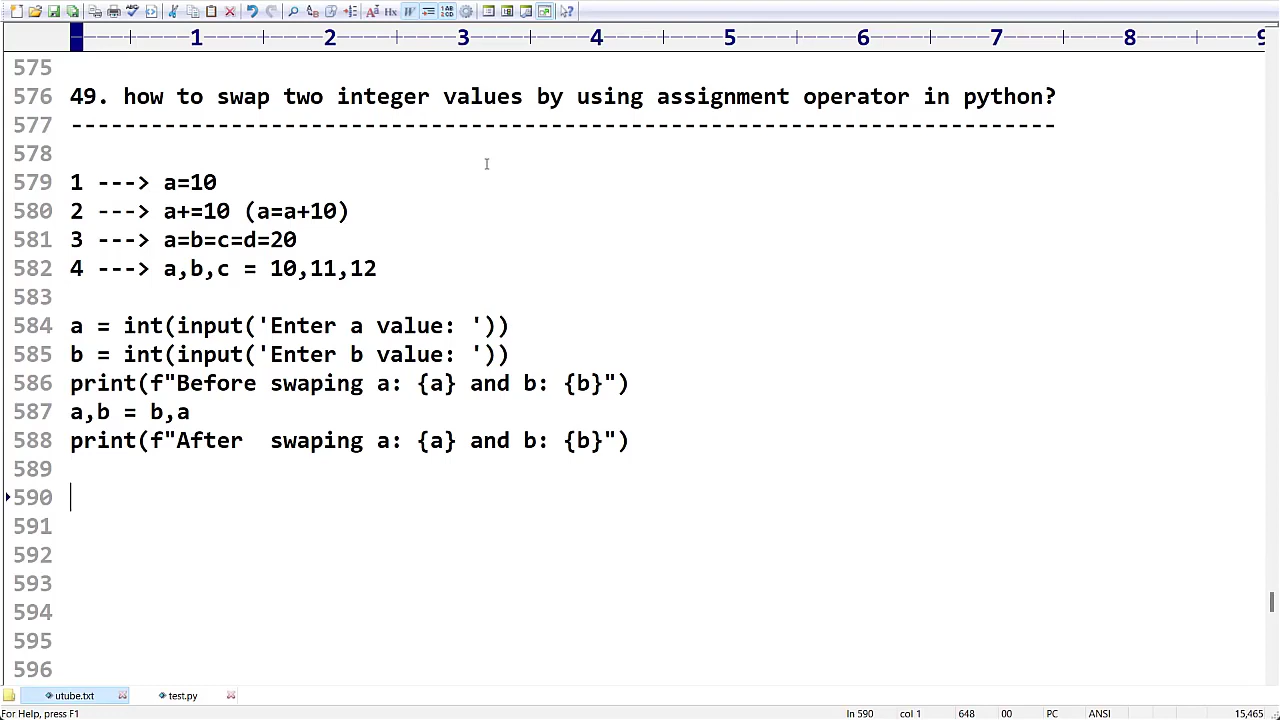 1 2 3 4 5 6 7 8 9
575
576 49. how to swap two integer values by using assignment operator in python?
577 --------------------------------------------------------------------------
578
579 1 ---> a=10
580 2 ---> a+=10 (a=a+10)
581 3 ---> a=b=c=d=20
582 4 ---> a,b,c = 10,11,12
583
584 a = int(input('Enter a value: '))
585 b = int(input('Enter b value: '))
586 print(f"Before swaping a: {a} and b: {b}")
587 a,b = b,a
588 print(f"After  swaping a: {a} and b: {b}")
589
590
591
592
593
594
595
596
utube.txt test.py
For Help, press F1 ln 590 col 1 648 00 PC ANSI 15,465